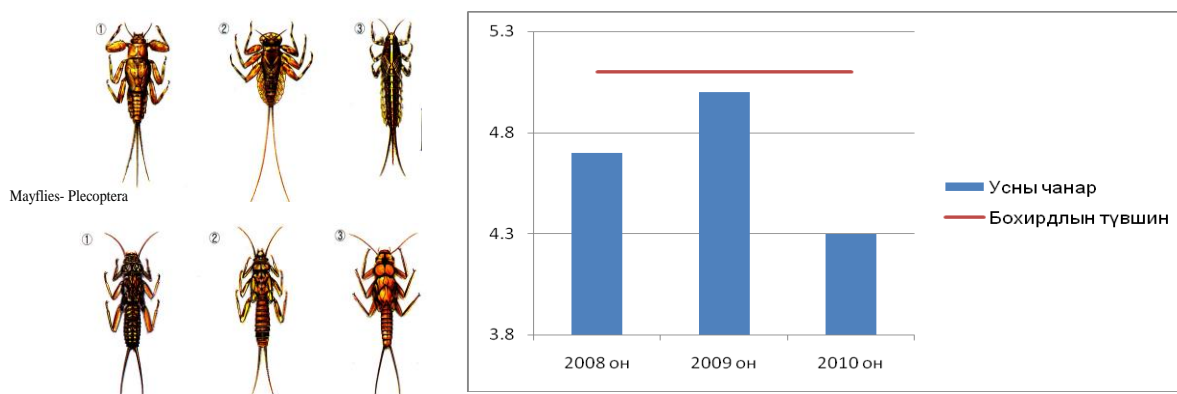 ① ② ③
Mayflies- Plecoptera
① ② ③
5.3
4.8
4.3
3.8
2008 он 2009 он 2010 он
Усны чанар
Бохирдлын түвшин